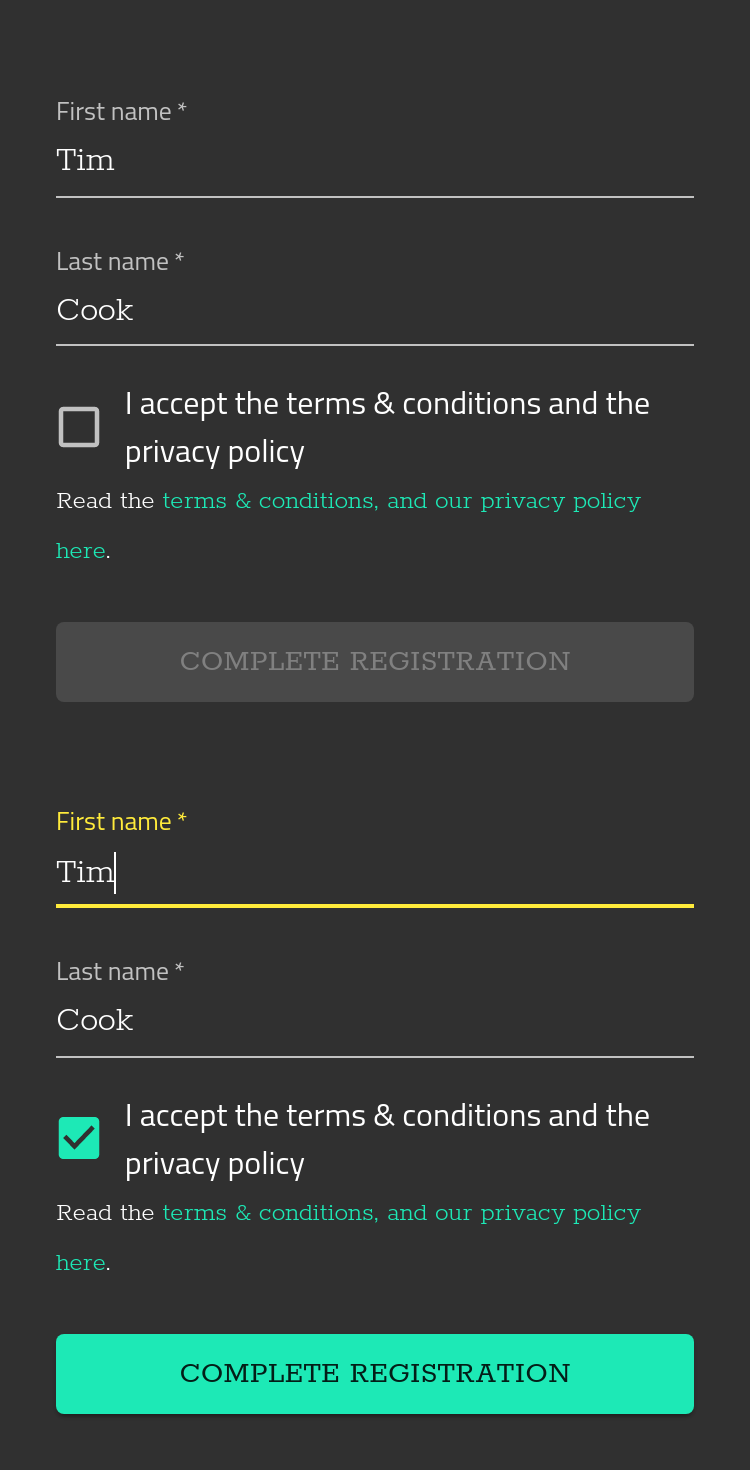 First name *
Tim
Last name *
Cook
I accept the terms & conditions and the
privacy policy
Read the terms & conditions, and our privacy policy
here.
COMPLETE REGISTRATION
First name *
Tim
Last name *
Cook
I accept the terms & conditions and the
privacy policy
Read the terms & conditions, and our privacy policy
here.
COMPLETE REGISTRATION